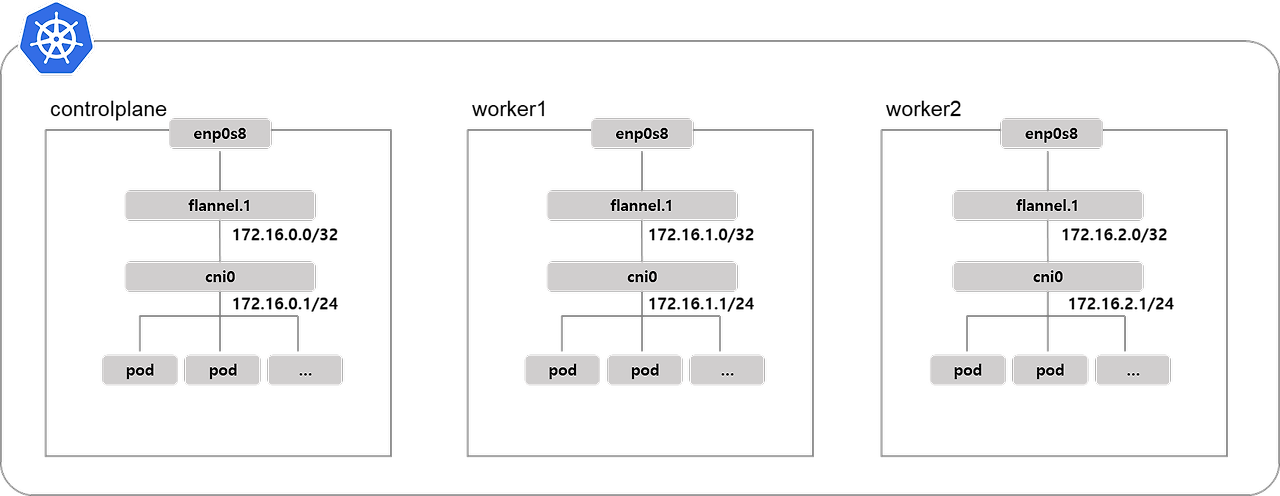 controlplane
enp0s8
flannel.1
172.16.0.0/32
cni0
172.16.0.1/24
pod
pod
...
worker1
enp0s8
flannel.1
172.16.1.0/32
cni0
172.16.1.1/24
pod
pod
...
worker2
enp0s8
flannel.1
172.16.2.0/32
cni0
172.16.2.1/24
pod
pod
...